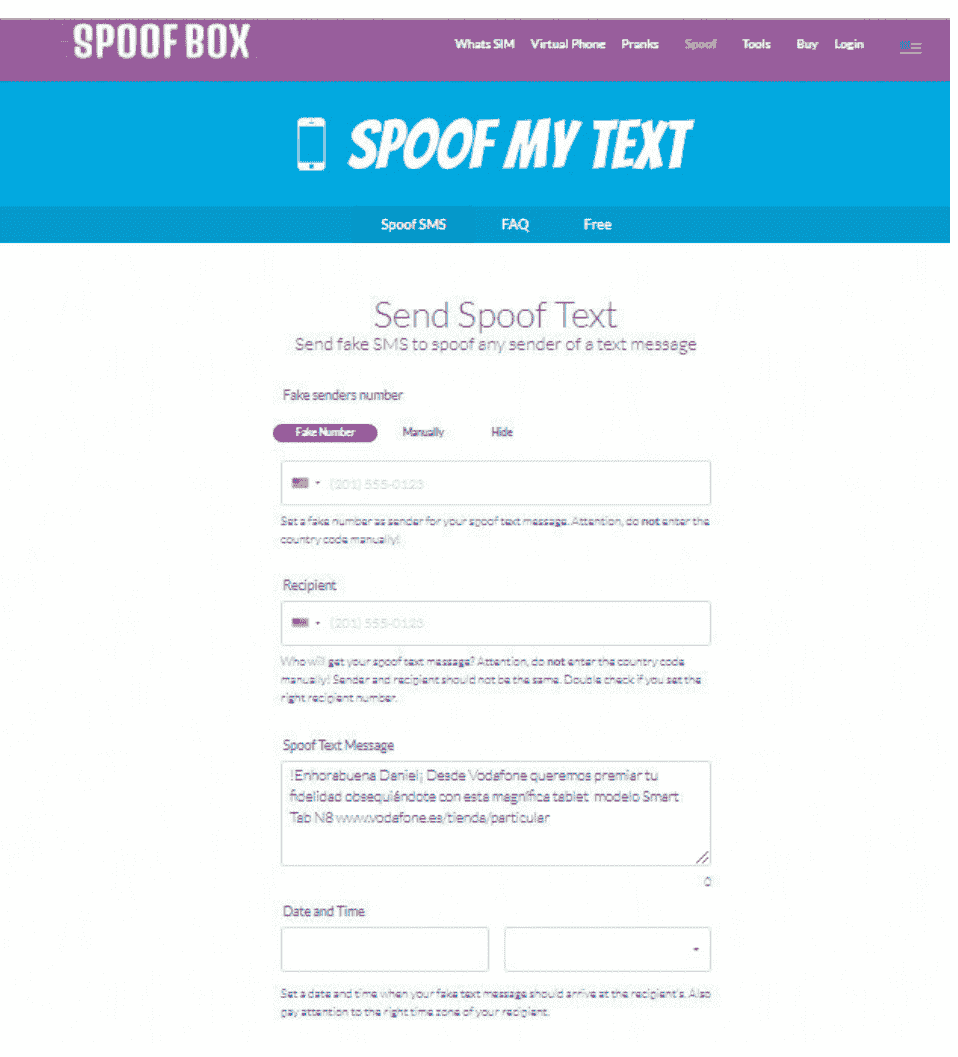 SPOOF BOX
Whats SIM Virtual Phone Pranks Spoof Tools Buy Login
SPOOF MY TEXT
Spoof SMS FAQ Free
Send Spoof Text
Send fake SMS to spoof any sender of a text message
Fake senders number
Fake Number Manually Hide
(201) 555-0123
Set a fake number as sender for your spoof text message. Attention, do not enter the
country code manually!
Recipient
(201) 555-0123
Who will get your spoof text message? Attention, do not enter the country code
manually! Sender and recipient should not be the same. Double check if you set the
right recipient number.
Spoof Text Message
!Enhorabuena Daniel¡ Desde Vodafone queremos premiar tu
fidelidad obsequiándote con esta magnífica tablet modelo Smart
Tab N8 www.vodafone.es/tienda/particular
0
Date and Time
Set a date and time when your fake text message should arrive at the recipient's. Also
pay attention to the right time zone of your recipient.